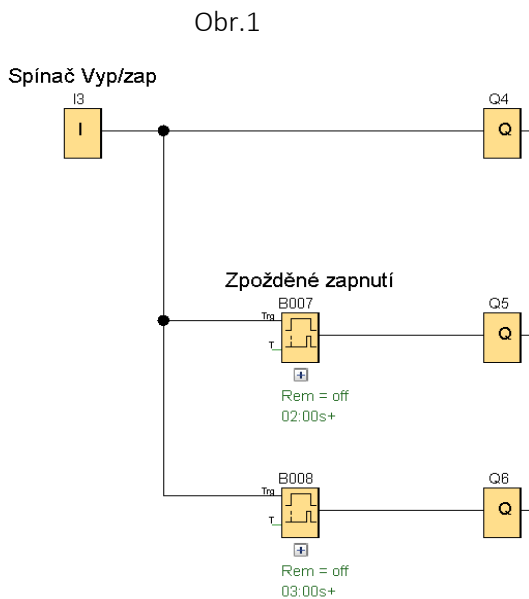 Obr.1
Spínač Vyp/zap
I3
I
Q4
Q
Zpožděné zapnutí
B007
Trg
T
Rem = off
02:00s+
Q5
Q
B008
Trg
T
Rem = off
03:00s+
Q6
Q